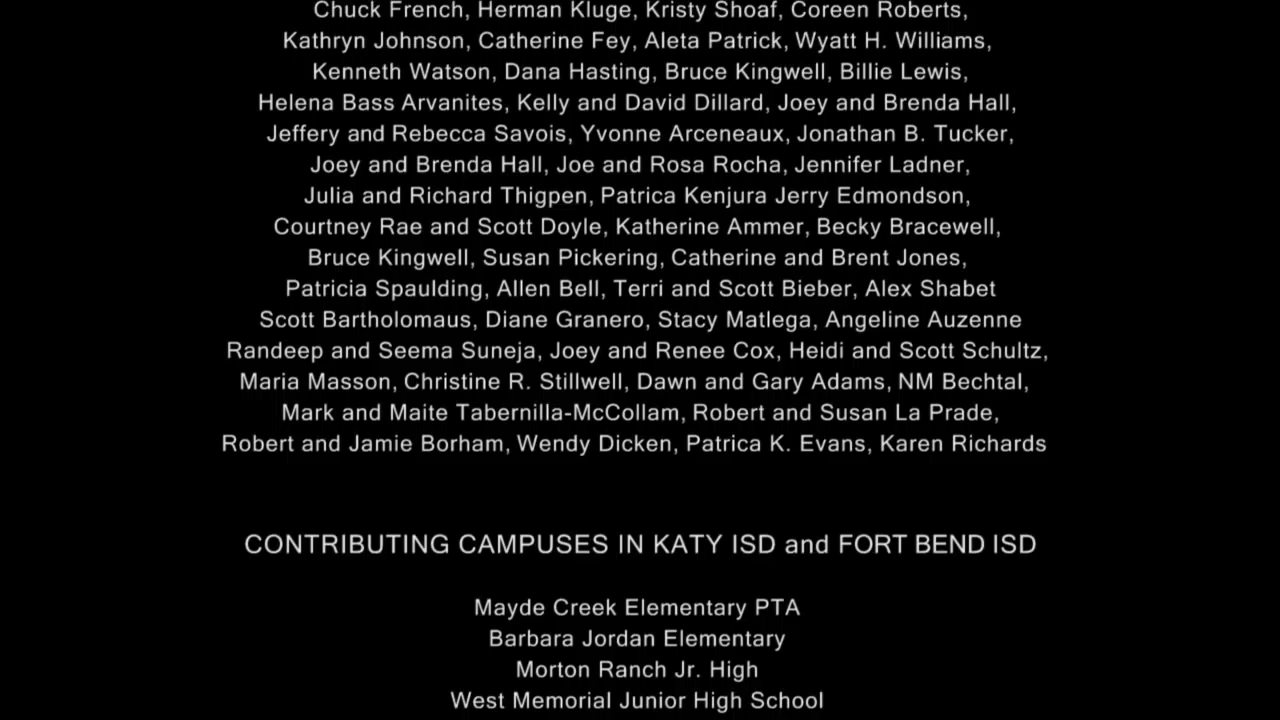 Chuck French, Herman Kluge, Kristy Shoaf, Coreen Roberts,
Kathryn Johnson, Catherine Fey, Aleta Patrick, Wyatt H. Williams,
Kenneth Watson, Dana Hasting, Bruce Kingwell, Billie Lewis,
Helena Bass Arvanites, Kelly and David Dillard, Joey and Brenda Hall,
Jeffery and Rebecca Savois, Yvonne Arceneaux, Jonathan B. Tucker,
Joey and Brenda Hall, Joe and Rosa Rocha, Jennifer Ladner,
Julia and Richard Thigpen, Patrica Kenjura Jerry Edmondson,
Courtney Rae and Scott Doyle, Katherine Ammer, Becky Bracewell,
Bruce Kingwell, Susan Pickering, Catherine and Brent Jones,
Patricia Spaulding, Allen Bell, Terri and Scott Bieber, Alex Shabet
Scott Bartholomaus, Diane Granero, Stacy Matlega, Angeline Auzenne
Randeep and Seema Suneja, Joey and Renee Cox, Heidi and Scott Schultz,
Maria Masson, Christine R. Stillwell, Dawn and Gary Adams, NM Bechtal,
Mark and Maite Tabernilla-McCollam, Robert and Susan La Prade,
Robert and Jamie Borham, Wendy Dicken, Patrica K. Evans, Karen Richards
CONTRIBUTING CAMPUSES IN KATY ISD and FORT BEND ISD
Mayde Creek Elementary PTA
Barbara Jordan Elementary
Morton Ranch Jr. High
West Memorial Junior High School